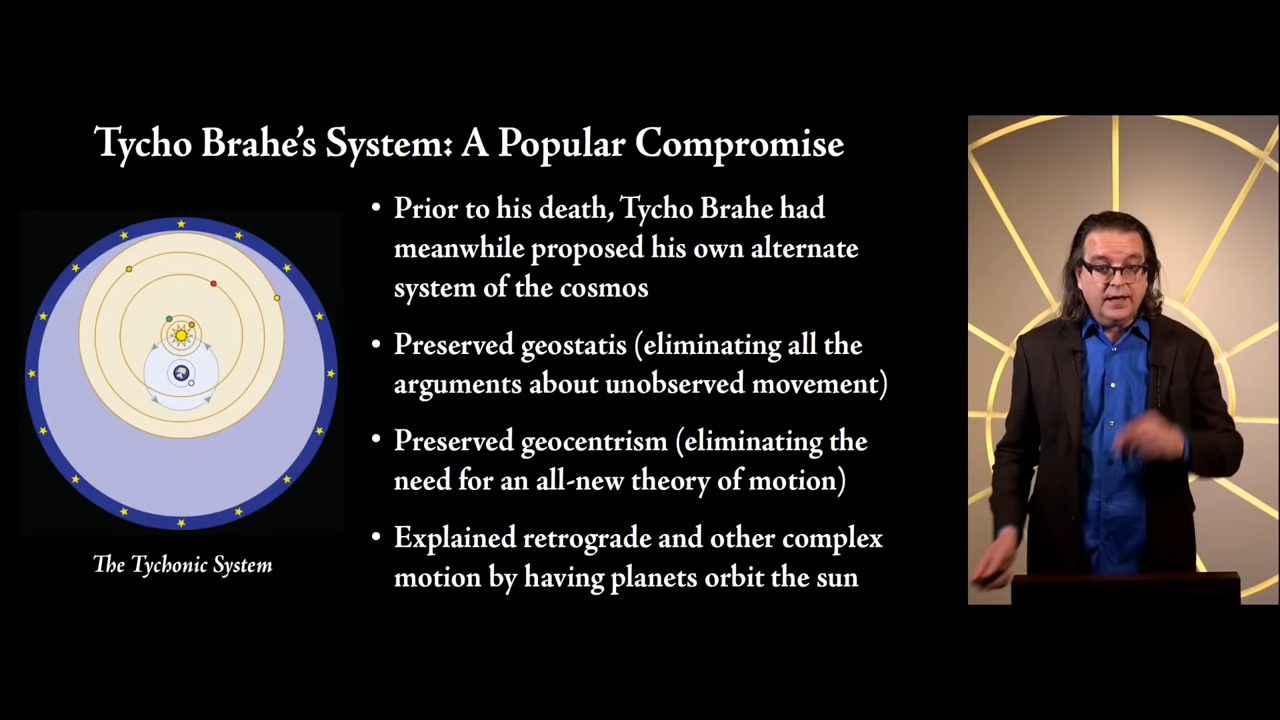 Tycho Brahe's System: A Popular Compromise
• Prior to his death, Tycho Brahe had
meanwhile proposed his own alternate
system of the cosmos
• Preserved geostatis (eliminating all the
arguments about unobserved movement)
• Preserved geocentrism (eliminating the
need for an all-new theory of motion)
• Explained retrograde and other complex
motion by having planets orbit the sun
The Tychonic System